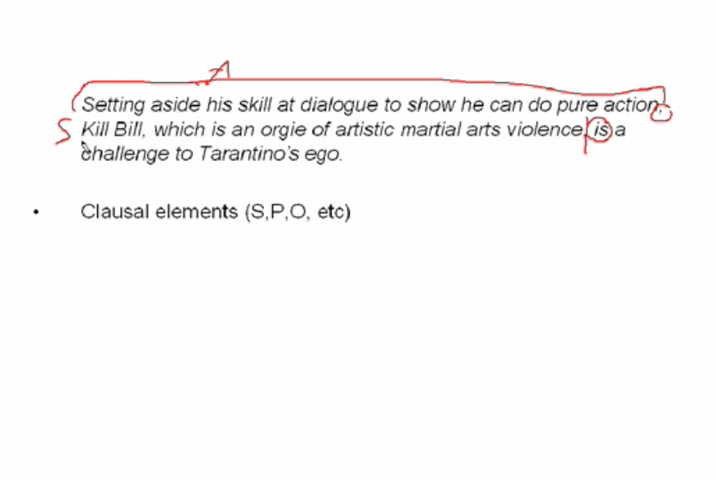 A
Setting aside his skill at dialogue to show he can do pure action,
S Kill Bill, which is an orgie of artistic martial arts violence, is a
challenge to Tarantino's ego.
• Clausal elements (S,P,O, etc)